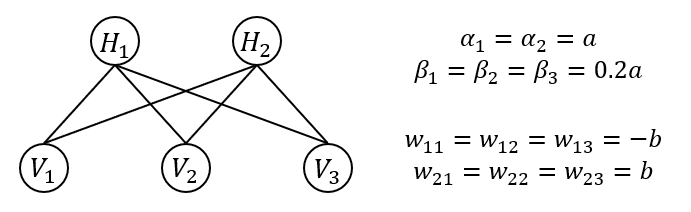 H₁ H₂
α₁ = α₂ = a
β₁ = β₂ = β₃ = 0.2a
w₁₁ = w₁₂ = w₁₃ = −b
V₁ V₂ V₃
w₂₁ = w₂₂ = w₂₃ = b